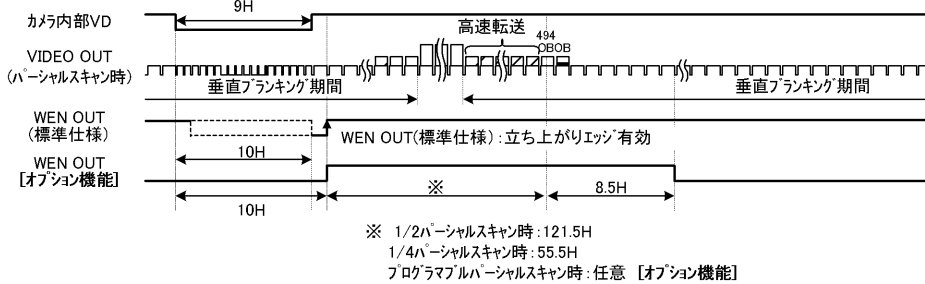 9H
カメラ内部VD
高速転送
494
OBOB
VIDEO OUT
(パーシャルスキャン時)
垂直ブランキング期間
垂直ブランキング期間
WEN OUT
(標準仕様)
WEN OUT(標準仕様):立ち上がりエッジ有効
10H
WEN OUT
[オプション機能]
※
8.5H
10H
※ 1/2パーシャルスキャン時:121.5H
1/4パーシャルスキャン時:55.5H
プログラマブルパーシャルスキャン時:任意 [オプション機能]